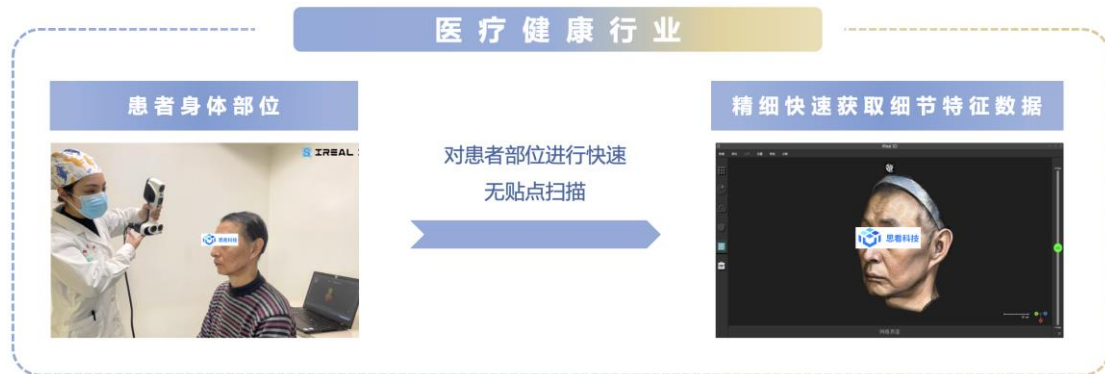 医疗健康行业
患者身体部位
精细快速获取细节特征数据
IREAL
思看科技
对患者部位进行快速
无贴点扫描
思看科技